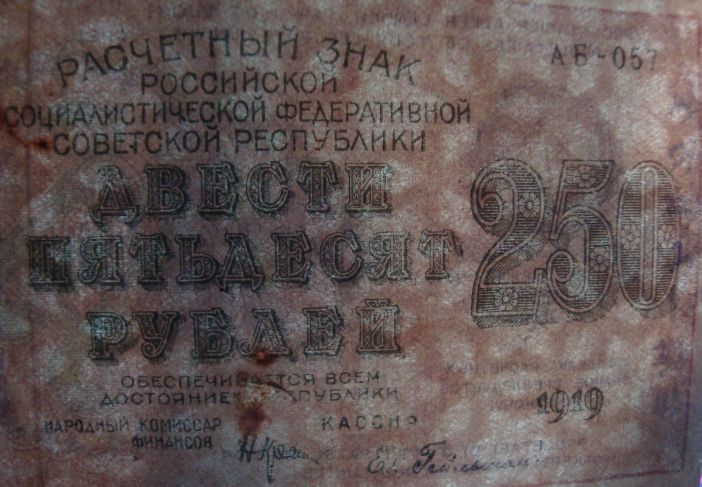 РАСЧЕТНЫЙ ЗНАК
АБ-057
РОССИЙСКОЙ
СОЦИАЛИСТИЧЕСКОЙ ФЕДЕРАТИВНОЙ
СОВЕТСКОЙ РЕСПУБЛИКИ
ДВЕСТИ
ПЯТЬДЕСЯТ
РУБЛЕЙ
250
ОБЕСПЕЧИВАЕТСЯ ВСЕМ
ДОСТОЯНИЕМ РЕСПУБЛИКИ
1919
НАРОДНЫЙ КОМИССАР
ФИНАНСОВ
КАССИР